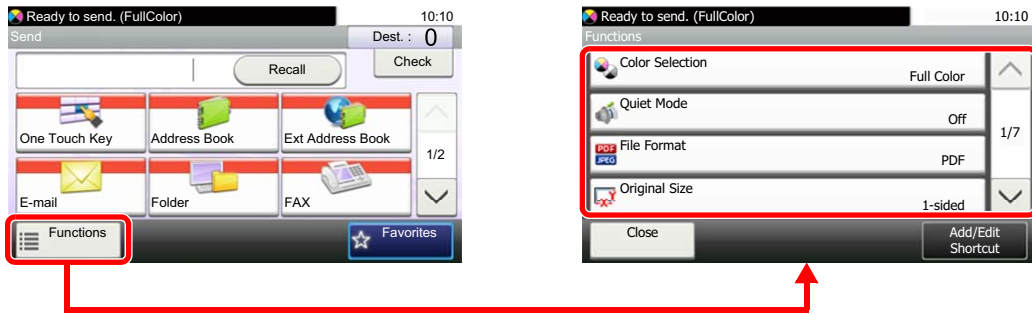 Ready to send. (FullColor)
10:10
Send
Dest. : 0
Recall
Check
One Touch Key
Address Book
Ext Address Book
1/2
E-mail
Folder
FAX
Functions
Favorites
Ready to send. (FullColor)
10:10
Functions
Color Selection
Full Color
Quiet Mode
Off
1/7
PDF
JPEG
File Format
PDF
XY
Original Size
1-sided
Close
Add/Edit
Shortcut